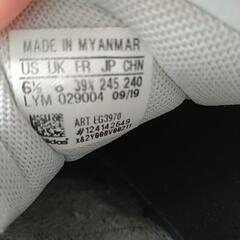 MADE IN MYANMAR
US UK FR JP CHN
6½ 6 39⅓ 245 240
LYM 029004 09/19
ART EG3970
#124142649
adidas